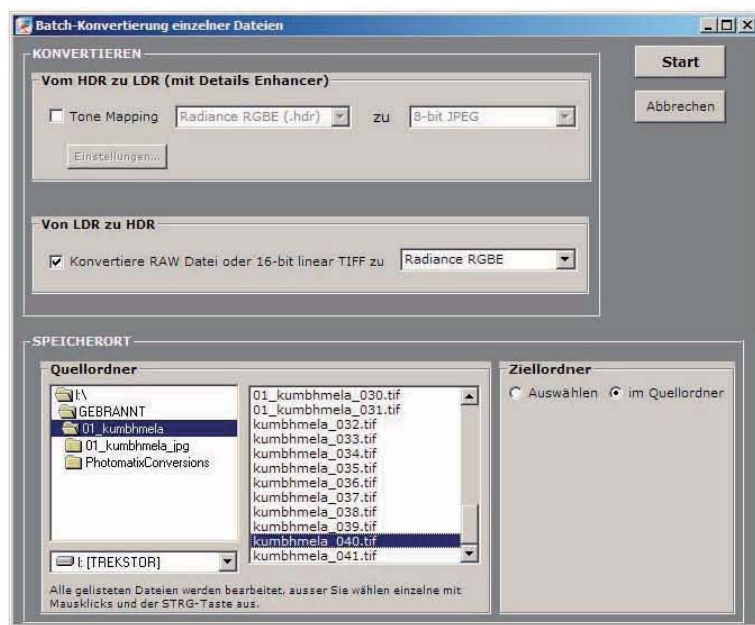 Batch-Konvertierung einzelner Dateien
KONVERTIEREN
Start
Abbrechen
Vom HDR zu LDR (mit Details Enhancer)
Tone Mapping
Radiance RGBE (.hdr)
zu
8-bit JPEG
Einstellungen...
Von LDR zu HDR
Konvertiere RAW Datei oder 16-bit linear TIFF zu
Radiance RGBE
SPEICHERORT
Quellordner
I:\
GEBRANNT
01_kumbhmela
01_kumbhmela_jpg
PhotomatixConversions
I: [TREKSTOR]
01_kumbhmela_030.tif
01_kumbhmela_031.tif
kumbhmela_032.tif
kumbhmela_033.tif
kumbhmela_034.tif
kumbhmela_035.tif
kumbhmela_036.tif
kumbhmela_037.tif
kumbhmela_038.tif
kumbhmela_039.tif
kumbhmela_040.tif
kumbhmela_041.tif
Alle gelisteten Dateien werden bearbeitet, ausser Sie wählen einzelne mit
Mausklicks und der STRG-Taste aus.
Ziellordner
Auswählen
im Quellordner